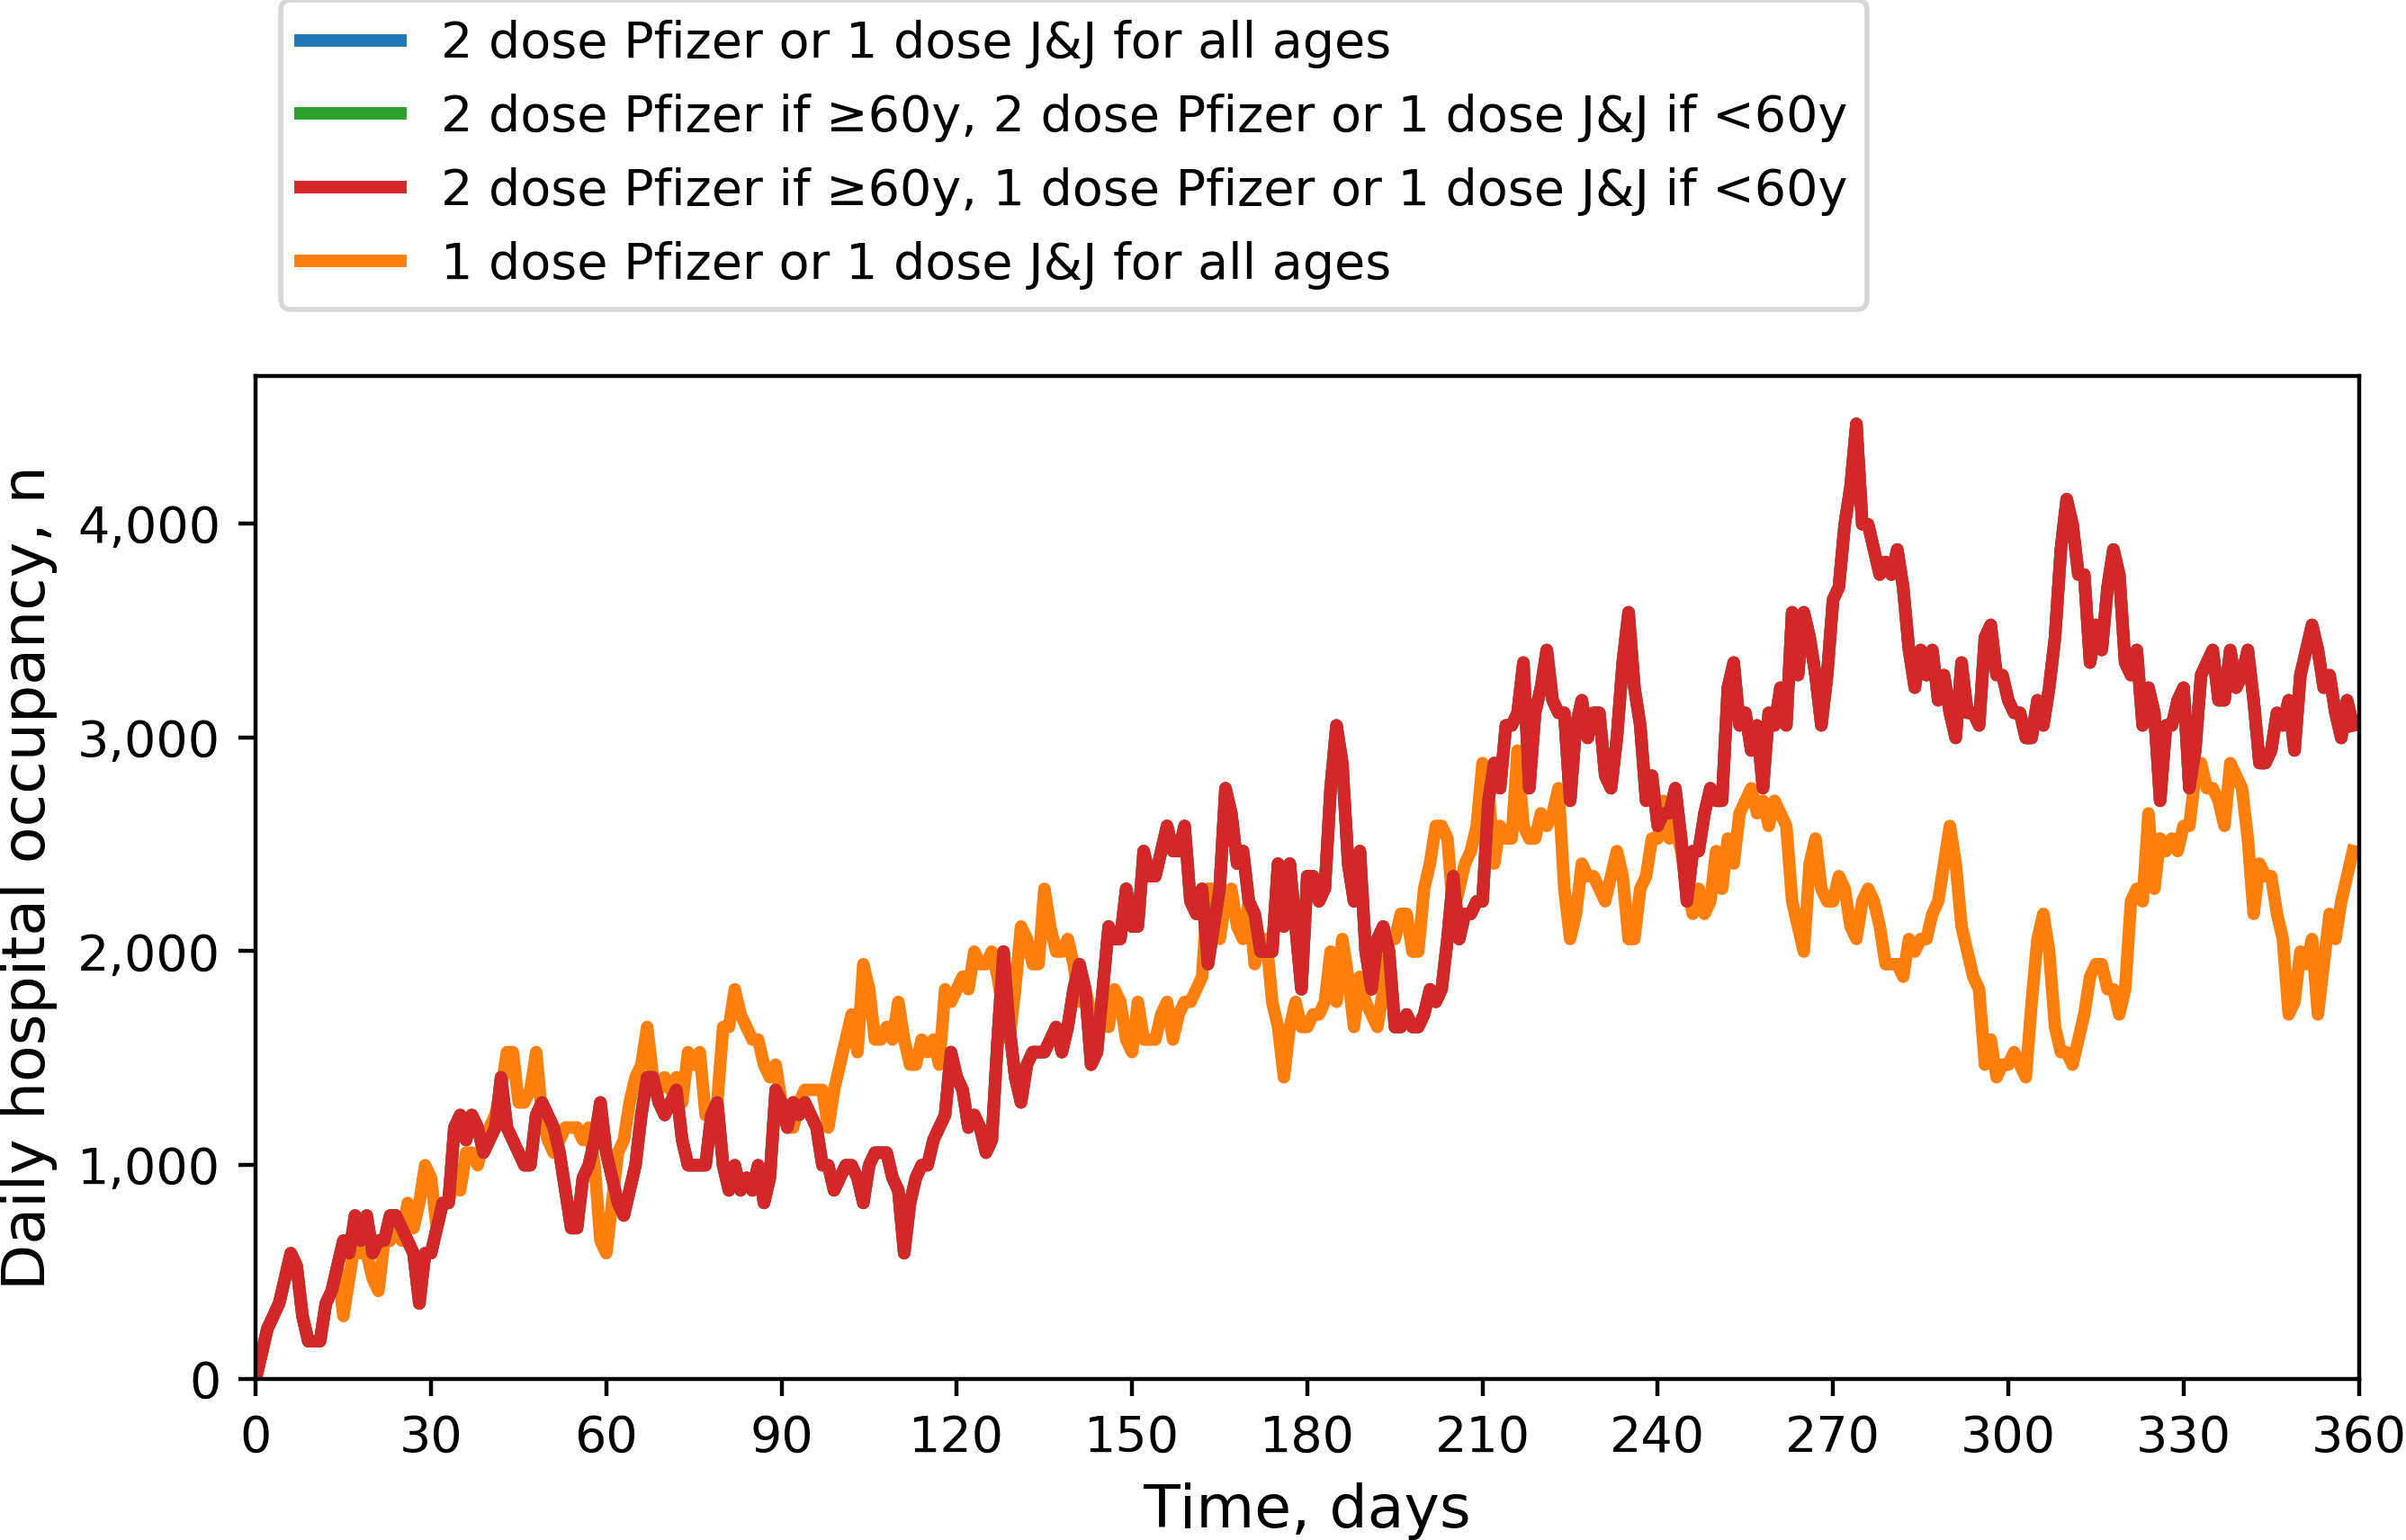 2 dose Pfizer or 1 dose J&J for all ages
2 dose Pfizer if ≥60y, 2 dose Pfizer or 1 dose J&J if <60y
2 dose Pfizer if ≥60y, 1 dose Pfizer or 1 dose J&J if <60y
1 dose Pfizer or 1 dose J&J for all ages
Daily hospital occupancy, n
4,000
3,000
2,000
1,000
0
0 30 60 90 120 150 180 210 240 270 300 330 360
Time, days